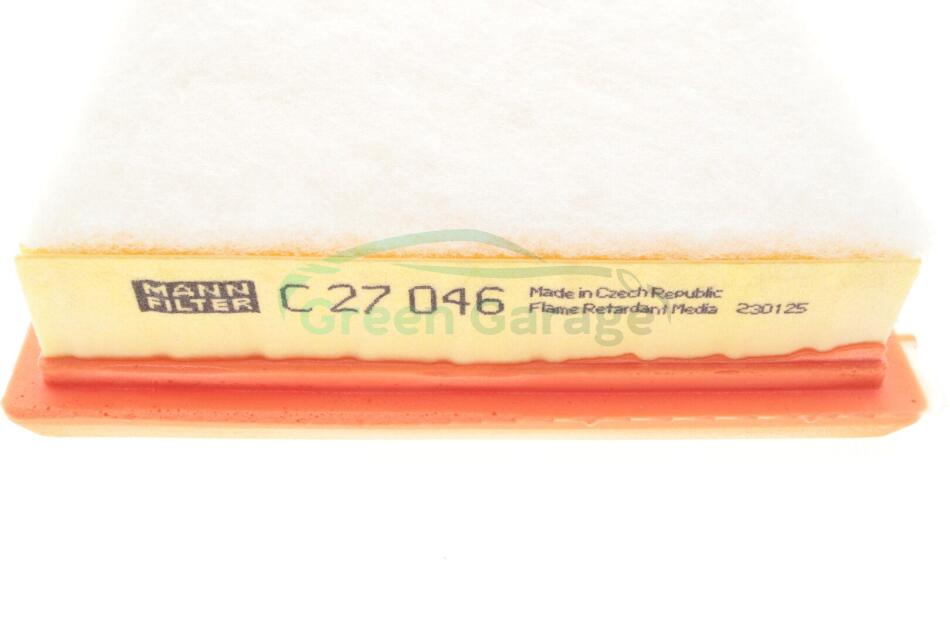 MANN
FILTER
C 27 046
Made in Czech Republic
Flame Retardant Media 230125
Green Garage